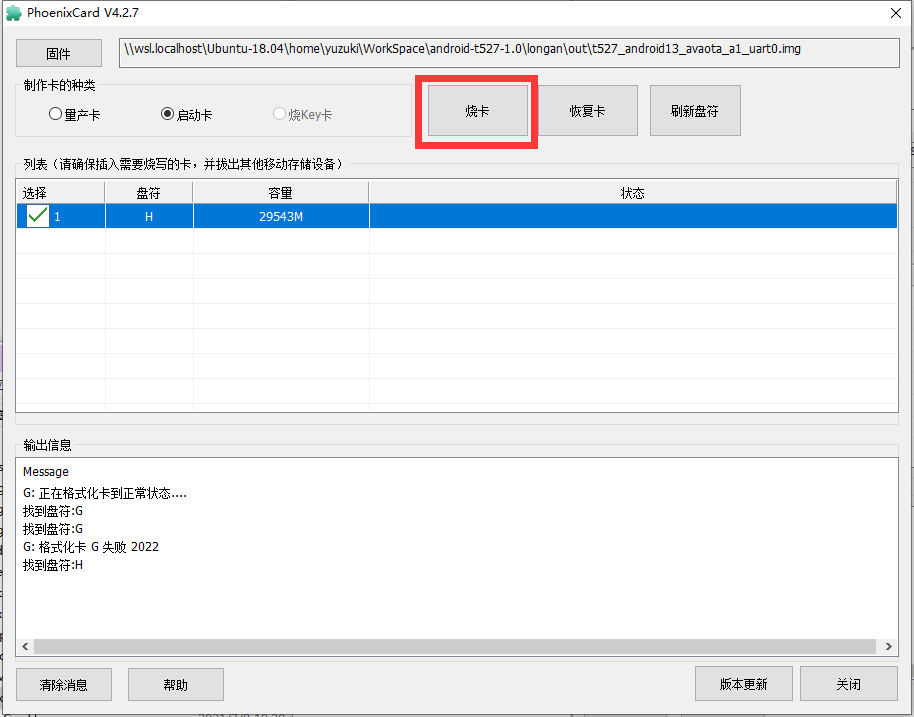 PhoenixCard V4.2.7
固件
\\wsl.localhost\Ubuntu-18.04\home\yuzuki\WorkSpace\android-t527-1.0\longan\out\t527_android13_avaota_a1_uart0.img
制作卡的种类
量产卡 启动卡 烧Key卡
烧卡 恢复卡 刷新盘符
列表（请确保插入需要烧写的卡，并拔出其他移动存储设备）
选择 盘符 容量 状态
1 H 29543M
输出信息
Message
G: 正在格式化卡到正常状态....
找到盘符:G
找到盘符:G
G: 格式化卡 G 失败 2022
找到盘符:H
清除消息 帮助 版本更新 关闭